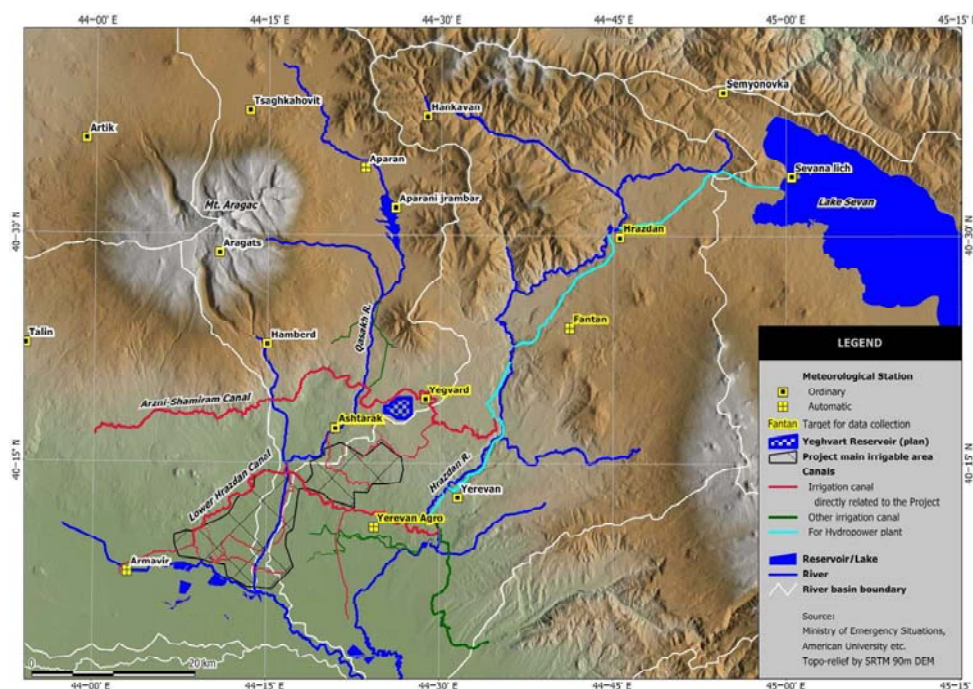 44°00' 44°15' 44°30' 44°45' 45°00' 45°15'
Semyonovka
Tsaghkahovit
Hankavan
Artik
Aparan
Sevana lich
Aparani jrambar
Lake Sevan
Mt. Aragac
Hrazdan
40°33' 40°30'
Aragats
Fantan
Talin
Hamberd
Qasakh R.
Yegvard
Arzni-Shamiram Canal
Ashtarak
40°15' 40°15'
Lower Hrazdan Canal
Hrazdan R.
Yerevan
Yerevan Agro
Armavir
0 20 km
44°00' 44°15' 44°30' 44°45' 45°00' 45°15'
LEGEND
Meteorological Station
Ordinary
Automatic
Fantan Target for data collection
Yeghvart Reservoir (plan)
Project main irrigable area
Canals
Irrigation canal
directly related to the Project
Other irrigation canal
For Hydropower plant
Reservoir/Lake
River
River basin boundary
Source:
Ministry of Emergency Situations,
American University etc.
Topo-relief by SRTM 90m DEM